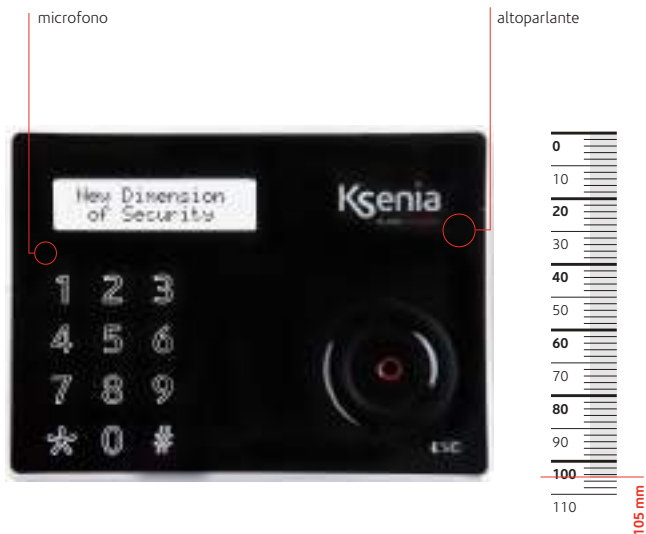 microfono
altoparlante
New Dimension
of Security
Ksenia
1 2 3
4 5 6
7 8 9
* 0 #
ESC
0
10
20
30
40
50
60
70
80
90
100
110
105 mm